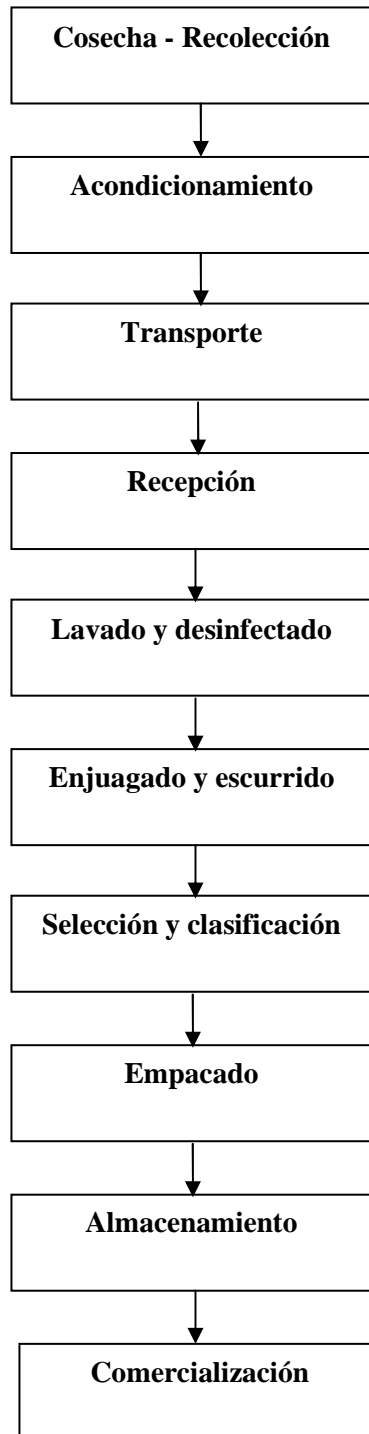 Cosecha - Recolección
Acondicionamiento
Transporte
Recepción
Lavado y desinfectado
Enjuagado y escurrido
Selección y clasificación
Empacado
Almacenamiento
Comercialización